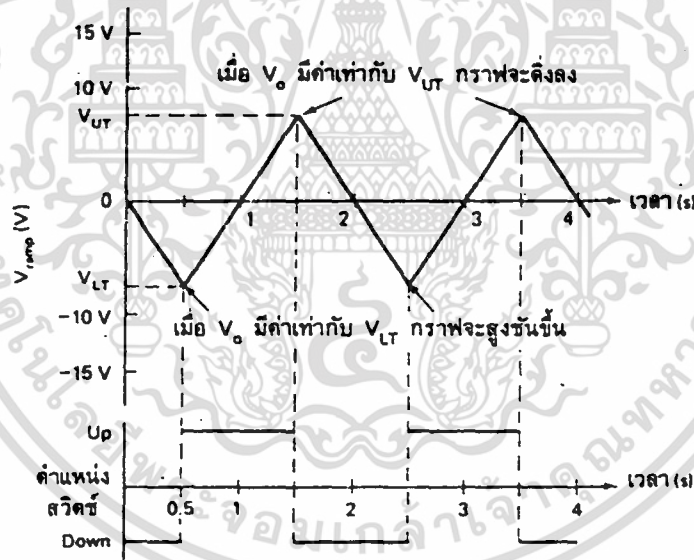 15 V
10 V
เมื่อ V_o มีค่าเท่ากับ V_UT กราฟจะดิ่งลง
V_UT
0
1
2
3
4
เวลา (s)
V_ramp (V)
V_LT
-10 V
เมื่อ V_o มีค่าเท่ากับ V_LT กราฟจะสูงชันขึ้น
-15 V
Up
ตำแหน่ง
สวิตช์
0.5
1
2
3
4
เวลา (s)
Down